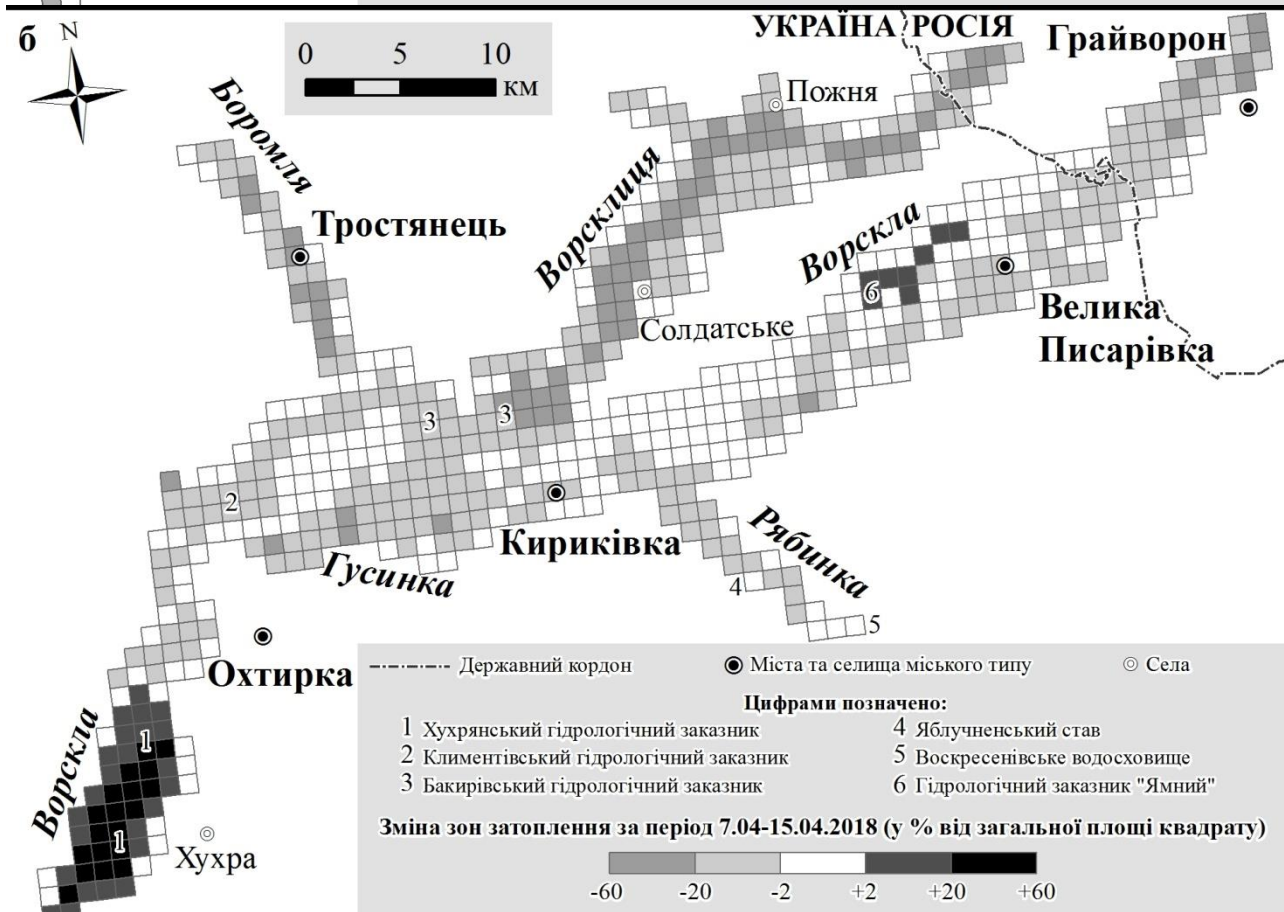 б
N
0 5 10
км
УКРАЇНА РОСІЯ
Грайворон
Пожня
Боромля
Ворсклиця
Тростянець
Ворскла
6
Солдатське
Велика
Писарівка
3
3
2
Кириківка
Рябинка
Гусинка
4
5
Охтирка
Ворскла
1
1
Хухра
Державний кордон
Міста та селища міського типу
Села
Цифрами позначено:
1 Хухрянський гідрологічний заказник
2 Климентівський гідрологічний заказник
3 Бакирівський гідрологічний заказник
4 Яблучненський став
5 Воскресенівське водосховище
6 Гідрологічний заказник "Ямний"
Зміна зон затоплення за період 7.04-15.04.2018 (у % від загальної площі квадрату)
-60 -20 -2 +2 +20 +60